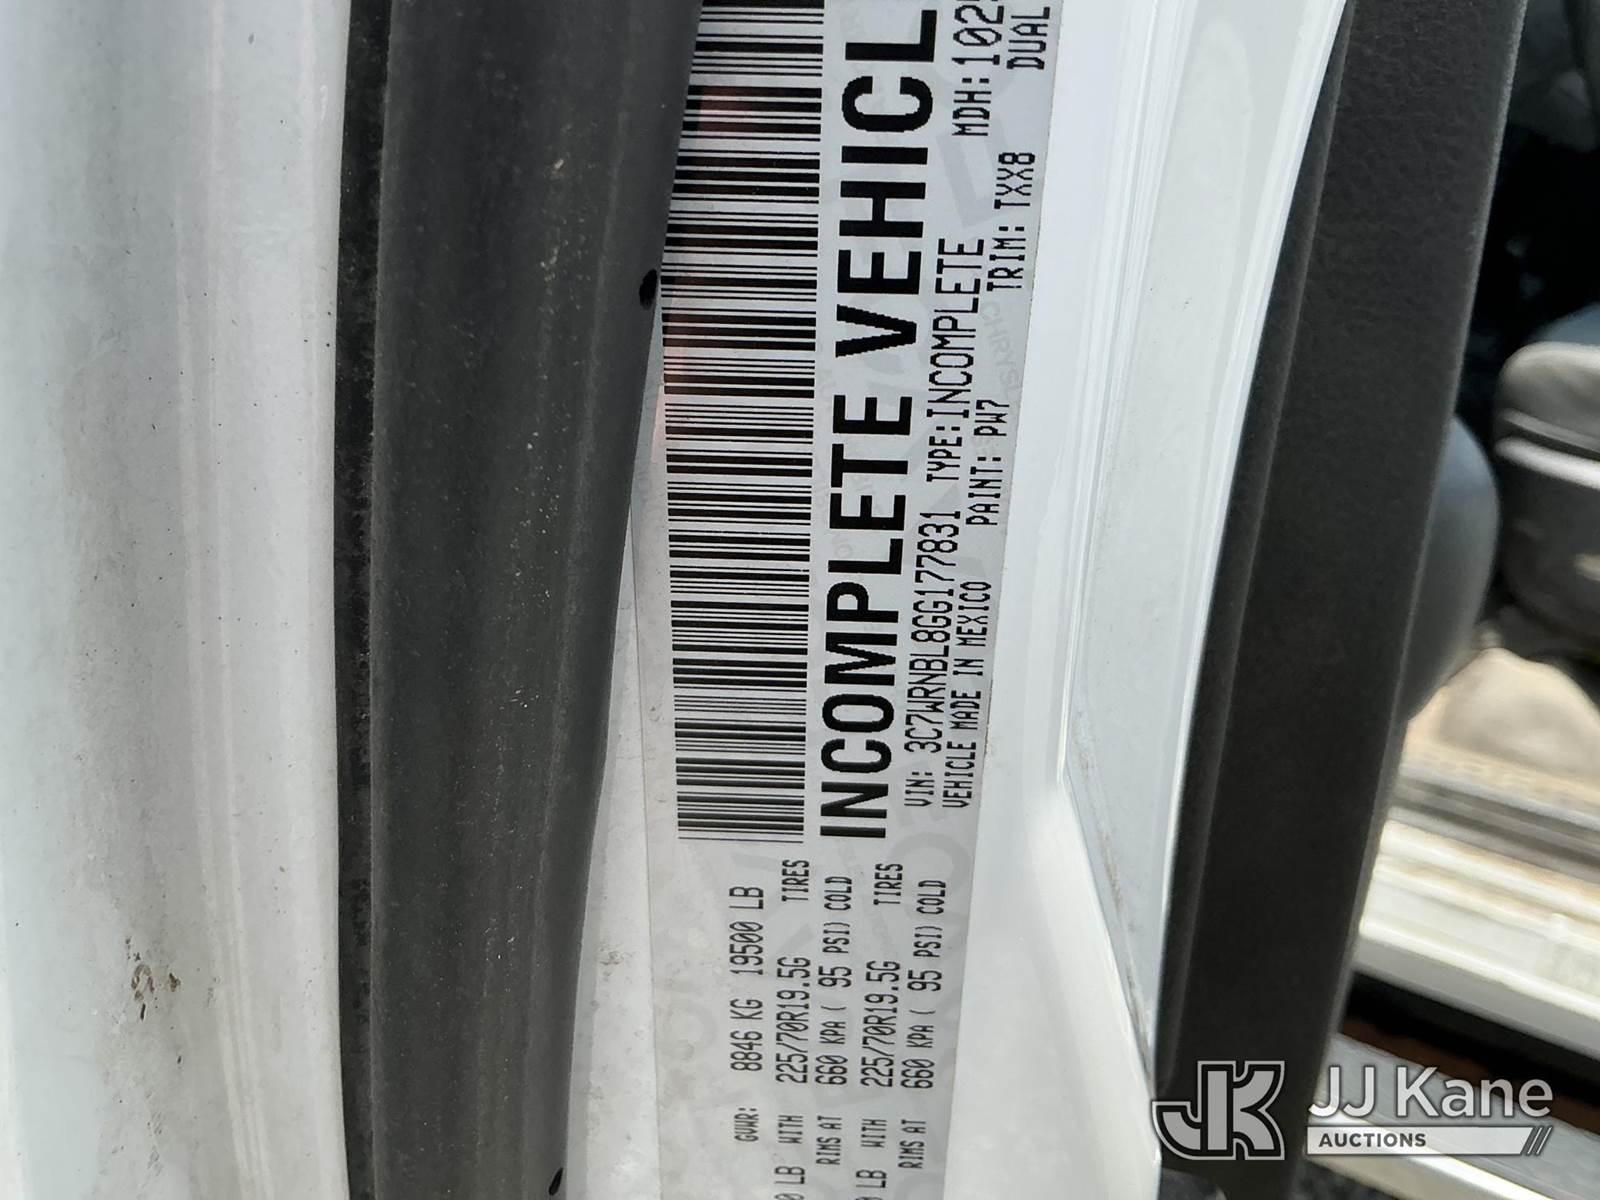 GVWR: 8846 KG 19500 LB
LB WITH 225/70R19.5G TIRES
RIMS AT 660 KPA ( 95 PSI) COLD
LB WITH 225/70R19.5G TIRES
RIMS AT 660 KPA ( 95 PSI) COLD
INCOMPLETE VEHICL
VIN: 3C7WRNBL8GG177831 TYPE:INCOMPLETE MDH:102
VEHICLE MADE IN MEXICO PAINT: PW7 TRIM: TXX8 DUAL
JJ Kane
AUCTIONS